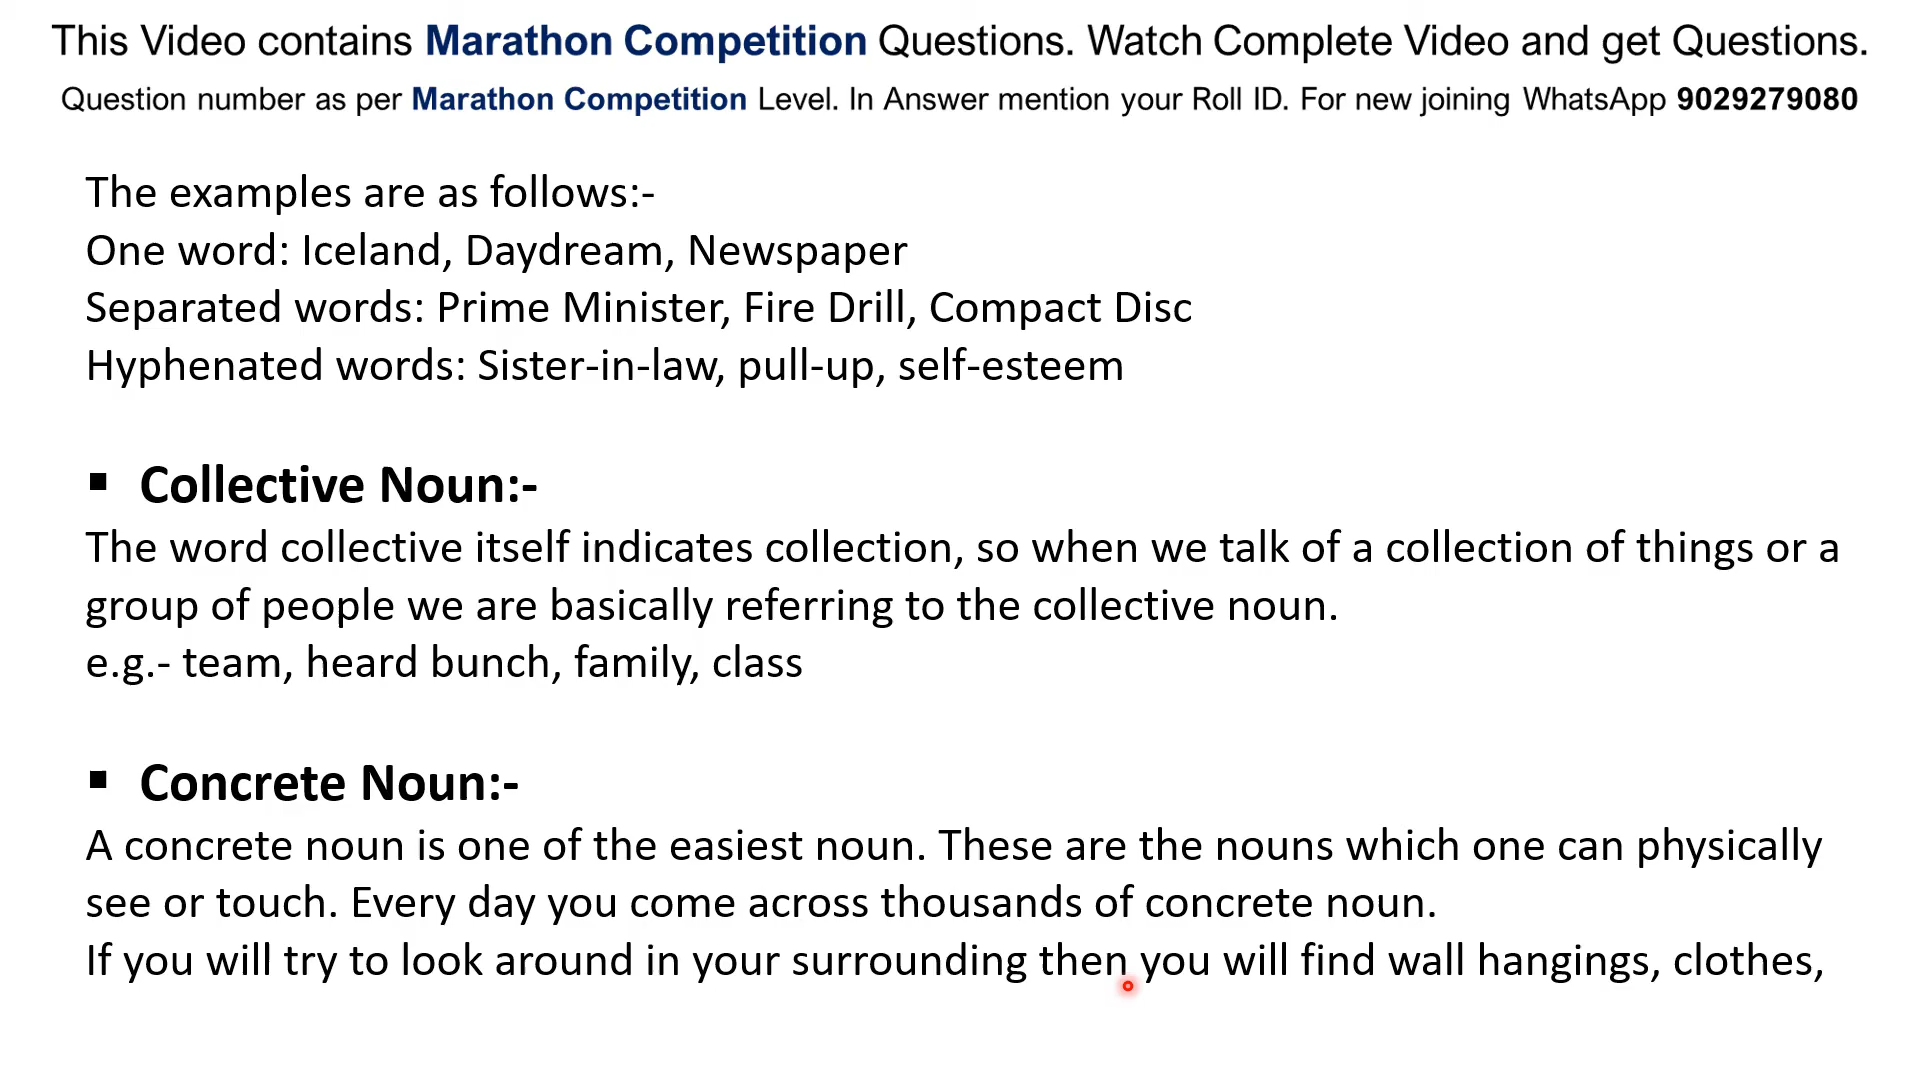 This Video contains Marathon Competition Questions. Watch Complete Video and get Questions.
Question number as per Marathon Competition Level. In Answer mention your Roll ID. For new joining WhatsApp 9029279080
The examples are as follows:-
One word: Iceland, Daydream, Newspaper
Separated words: Prime Minister, Fire Drill, Compact Disc
Hyphenated words: Sister-in-law, pull-up, self-esteem
▪ Collective Noun:-
The word collective itself indicates collection, so when we talk of a collection of things or a
group of people we are basically referring to the collective noun.
e.g.- team, heard bunch, family, class
▪ Concrete Noun:-
A concrete noun is one of the easiest noun. These are the nouns which one can physically
see or touch. Every day you come across thousands of concrete noun.
If you will try to look around in your surrounding then you will find wall hangings, clothes,